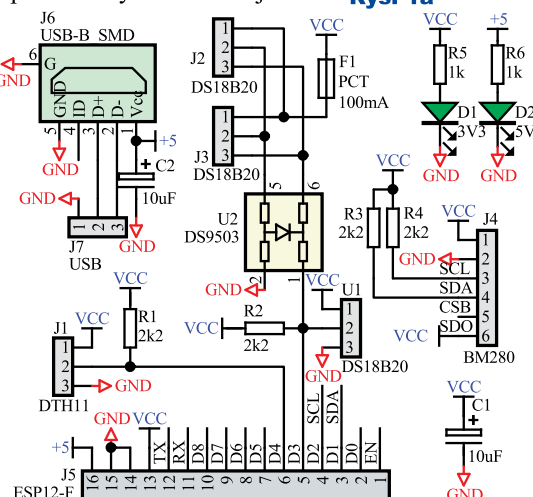 J6
USB-B SMD
6
G
GND
GND
ID
D+
D-
Vcc
5
4
3
2
1
+5
GND
C2
+
10uF
GND
GND
1
2
3
J7
USB
J2
1
2
3
DS18B20
J3
1
2
3
DS18B20
VCC
F1
PCT
100mA
VCC
R5
1k
D1
3V3
GND
+5
R6
1k
D2
5V
GND
U2
DS9503
5
6
2
1
GND
VCC
R3
2k2
R4
2k2
VCC
J4
GND
SCL
SDA
CSB
SDO
VCC
1
2
3
4
5
6
BM280
VCC
R1
2k2
VCC
J1
1
2
3
GND
DTH11
VCC
R2
2k2
VCC
U1
1
2
3
GND
DS18B20
SCL
SDA
VCC
C1
+
10uF
GND
+5
GND
VCC
TX
RX
D8
D7
D6
D5
D4
D3
D2
D1
D0
EN
J5
ESP12-F
16
15
14
13
12
11
10
9
8
7
6
5
4
3
2
1